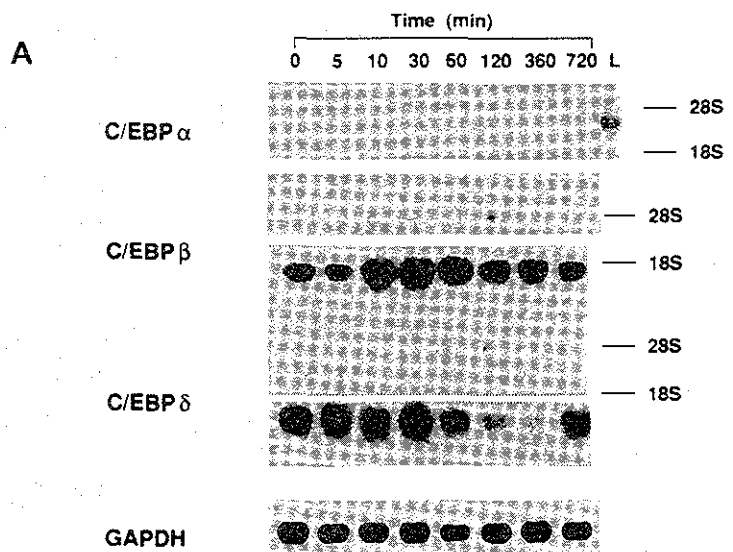 A
Time (min)
0 5 10 30 60 120 360 720 L
C/EBP α
28S
18S
C/EBP β
28S
18S
C/EBP δ
28S
18S
GAPDH